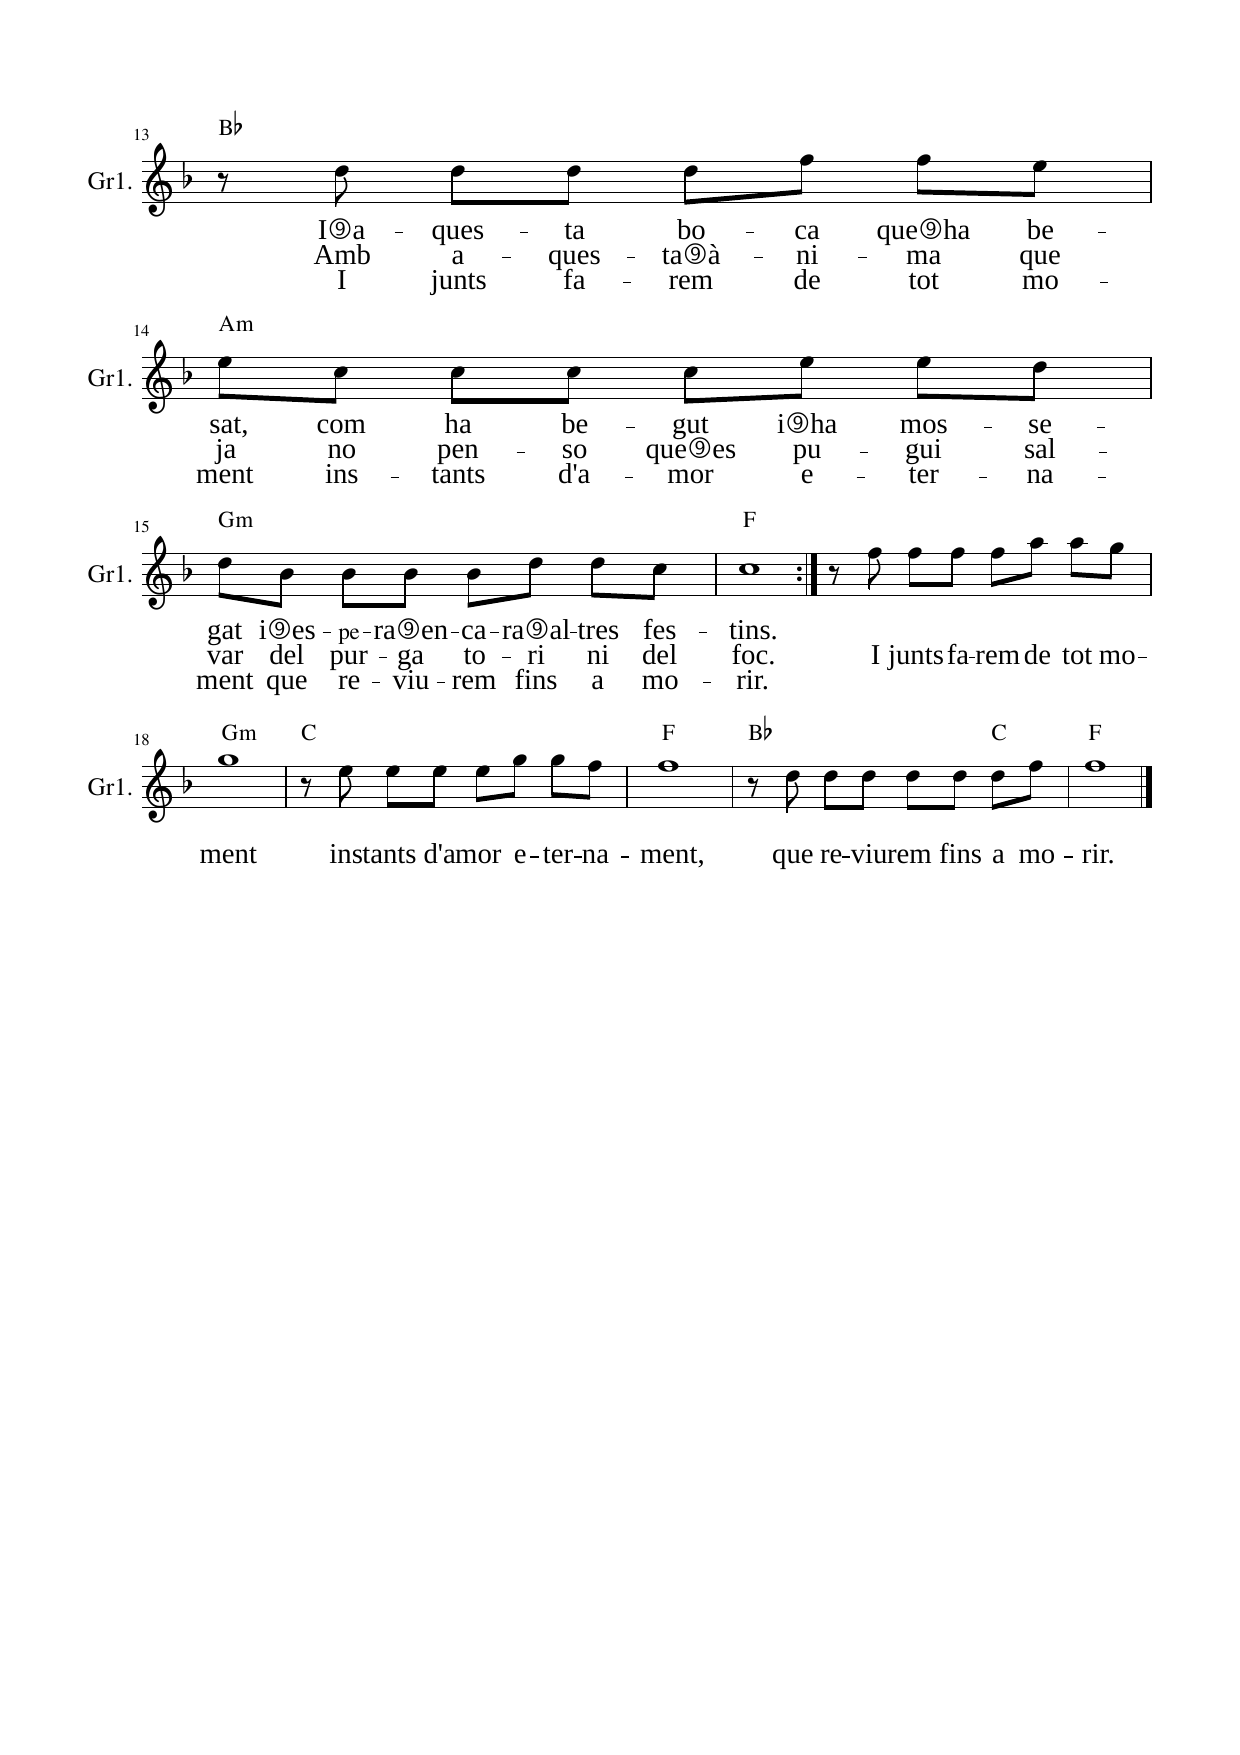 13 B♭
Gr1.
I⑨a – ques – ta bo – ca que⑨ha be –
Amb a – ques – ta⑨à – ni – ma que
I junts fa – rem de tot mo –
14 Am
Gr1.
sat, com ha be – gut i⑨ha mos – se –
ja no pen – so que⑨es pu – gui sal –
ment ins – tants d'a – mor e – ter – na –
15 Gm F
Gr1.
gat i⑨es – pe – ra⑨en – ca – ra⑨al – tres fes – tins.
var del pur – ga to – ri ni del foc. I junts fa – rem de tot mo –
ment que re – viu – rem fins a mo – rir.
18 Gm C F B♭ C F
Gr1.
ment instants d'amor e – ter – na – ment, que re – viurem fins a mo – rir.